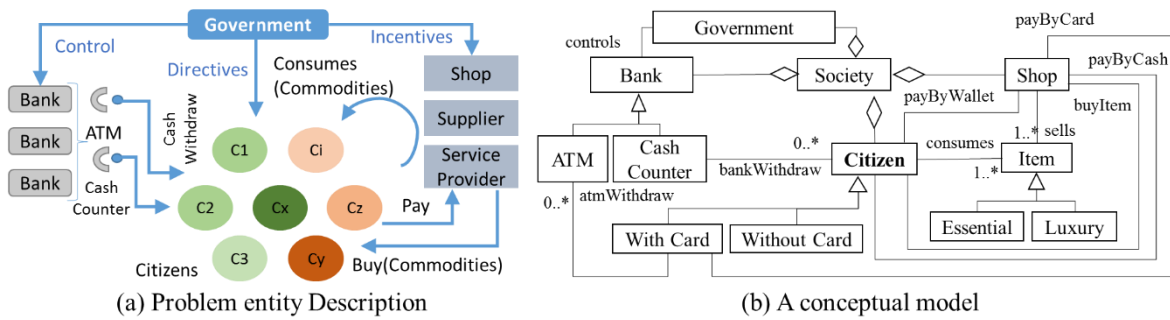 Government
Control
Incentives
Directives
Consumes
(Commodities)
Bank
Bank
Bank
ATM
Cash
Withdraw
Cash
Counter
Shop
Supplier
Service
Provider
C1
Ci
C2
Cx
Cz
C3
Cy
Pay
Citizens
Buy(Commodities)
(a) Problem entity Description
Government
controls
Bank
Society
Shop
payByCard
payByCash
payByWallet
buyItem
ATM
Cash
Counter
0..*
bankWithdraw
Citizen
consumes
1..*
sells
Item
1..*
0..*
atmWithdraw
With Card
Without Card
Essential
Luxury
(b) A conceptual model